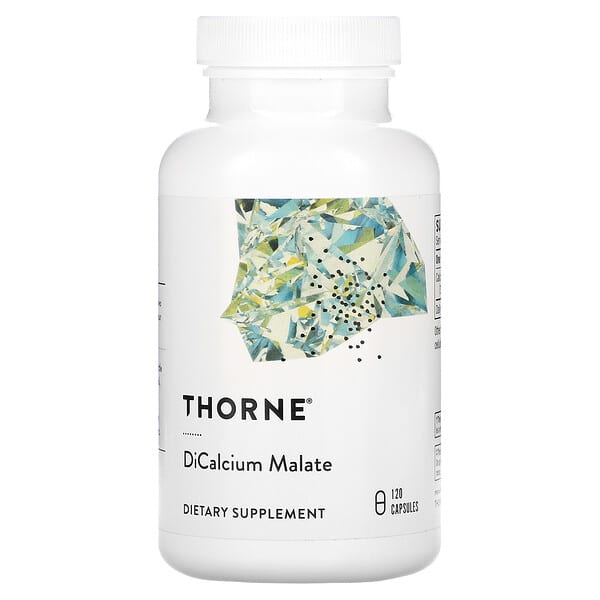 THORNE®
DiCalcium Malate
DIETARY SUPPLEMENT
120
CAPSULES